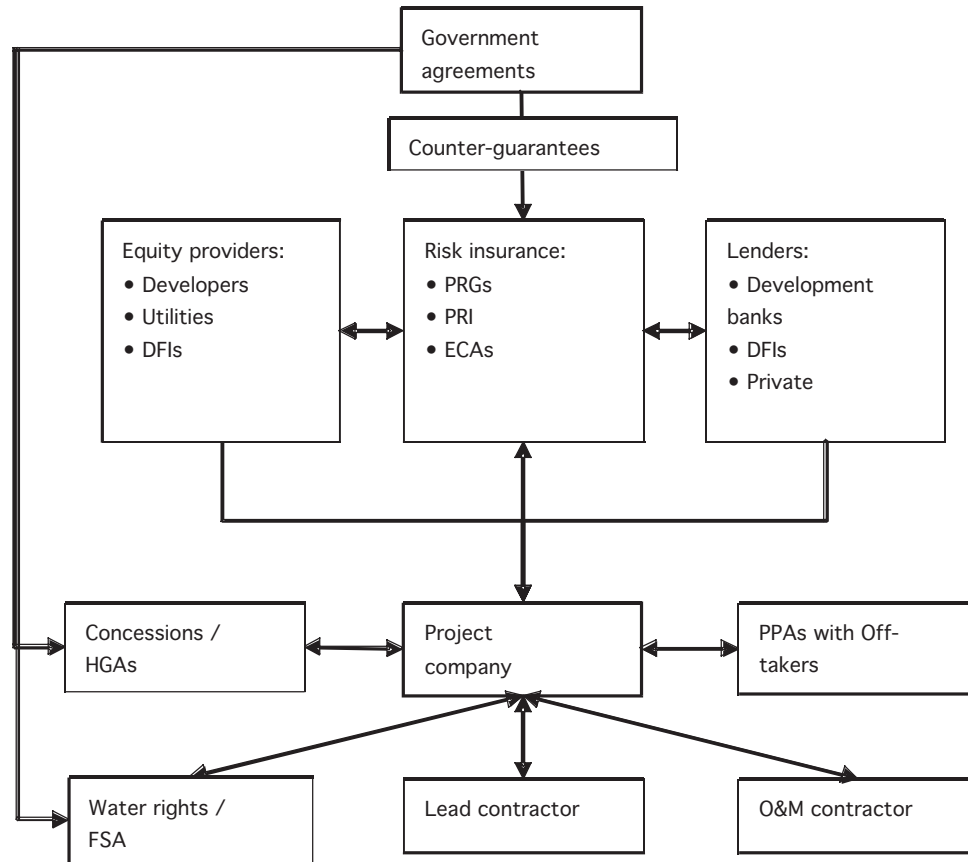 Government
agreements
Counter-guarantees
Equity providers:
• Developers
• Utilities
• DFIs
Risk insurance:
• PRGs
• PRI
• ECAs
Lenders:
• Development
banks
• DFIs
• Private
Concessions /
HGAs
Project
company
PPAs with Off-
takers
Water rights /
FSA
Lead contractor
O&M contractor